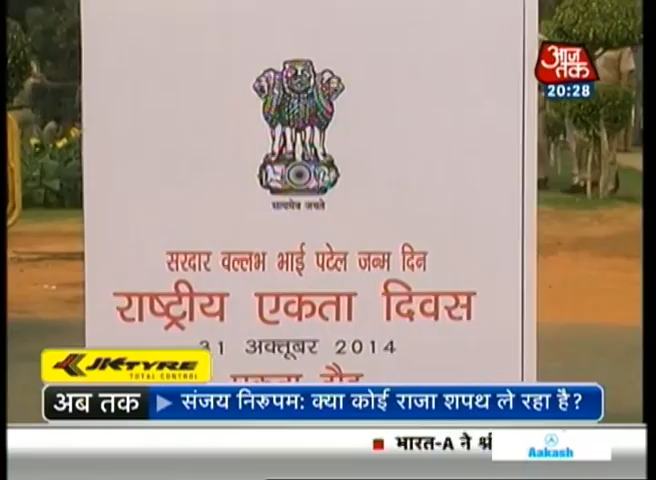 आज तक
20:28
सत्यमेव जयते
सरदार वल्लभ भाई पटेल जन्म दिन
राष्ट्रीय एकता दिवस
31 अक्तूबर 2014
एकता दौड़
JK TYRE
TOTAL CONTROL
अब तक
संजय निरूपम: क्या कोई राजा शपथ ले रहा है?
भारत-A ने श्री
Aakash